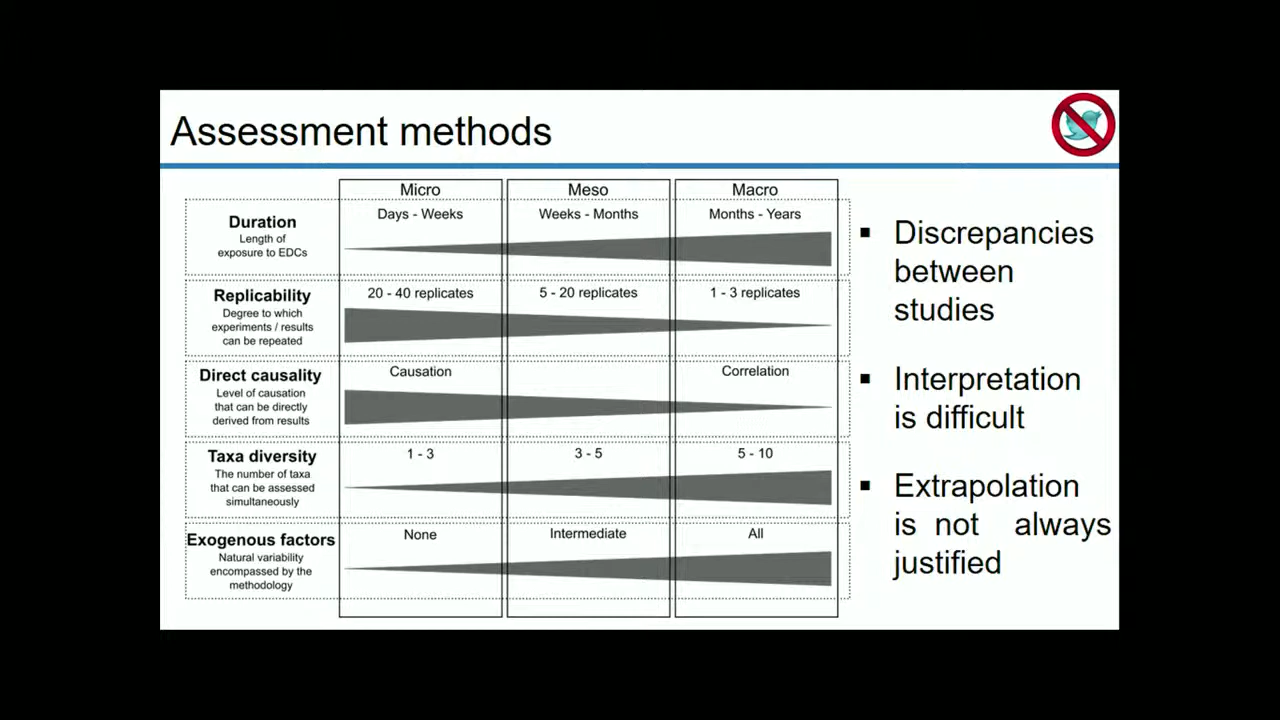 Assessment methods
Micro
Meso
Macro
Duration
Length of
exposure to EDCs
Days - Weeks
Weeks - Months
Months - Years
Replicability
Degree to which
experiments / results
can be repeated
20 - 40 replicates
5 - 20 replicates
1 - 3 replicates
Direct causality
Level of causation
that can be directly
derived from results
Causation
Correlation
Taxa diversity
The number of taxa
that can be assessed
simultaneously
1 - 3
3 - 5
5 - 10
Exogenous factors
Natural variability
encompassed by the
methodology
None
Intermediate
All
▪ Discrepancies
between
studies
▪ Interpretation
is difficult
▪ Extrapolation
is not always
justified